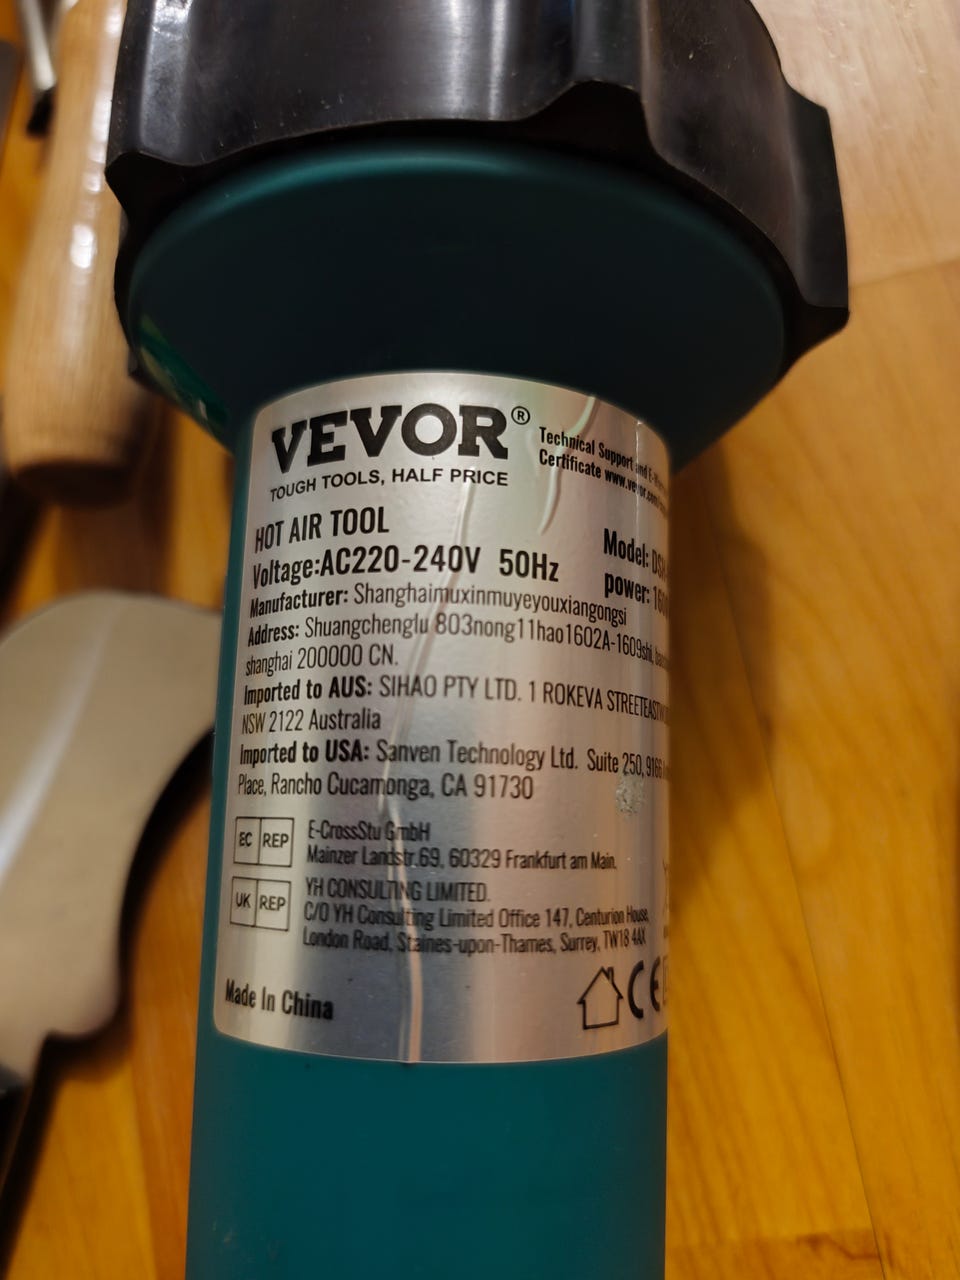 VEVOR®
TOUGH TOOLS, HALF PRICE
Technical Support and
Certificate www.vevor.com/
HOT AIR TOOL
Voltage:AC220-240V 50Hz
Model:
power:
Manufacturer: Shanghaimuxinmuyeyouxiangongsi
Address: Shuangchenglu 803nong11hao1602A-1609shi,
shanghai 200000 CN.
Imported to AUS: SIHAO PTY LTD. 1 ROKEVA STREETEASTW
NSW 2122 Australia
Imported to USA: Sanven Technology Ltd. Suite 250, 9166
Place, Rancho Cucamonga, CA 91730
EC REP
E-CrossStu GmbH
Mainzer Landstr.69, 60329 Frankfurt am Main.
UK REP
YH CONSULTING LIMITED.
C/O YH Consulting Limited Office 147, Centurion House,
London Road, Staines-upon-Thames, Surrey, TW18 4AX
Made In China
CE